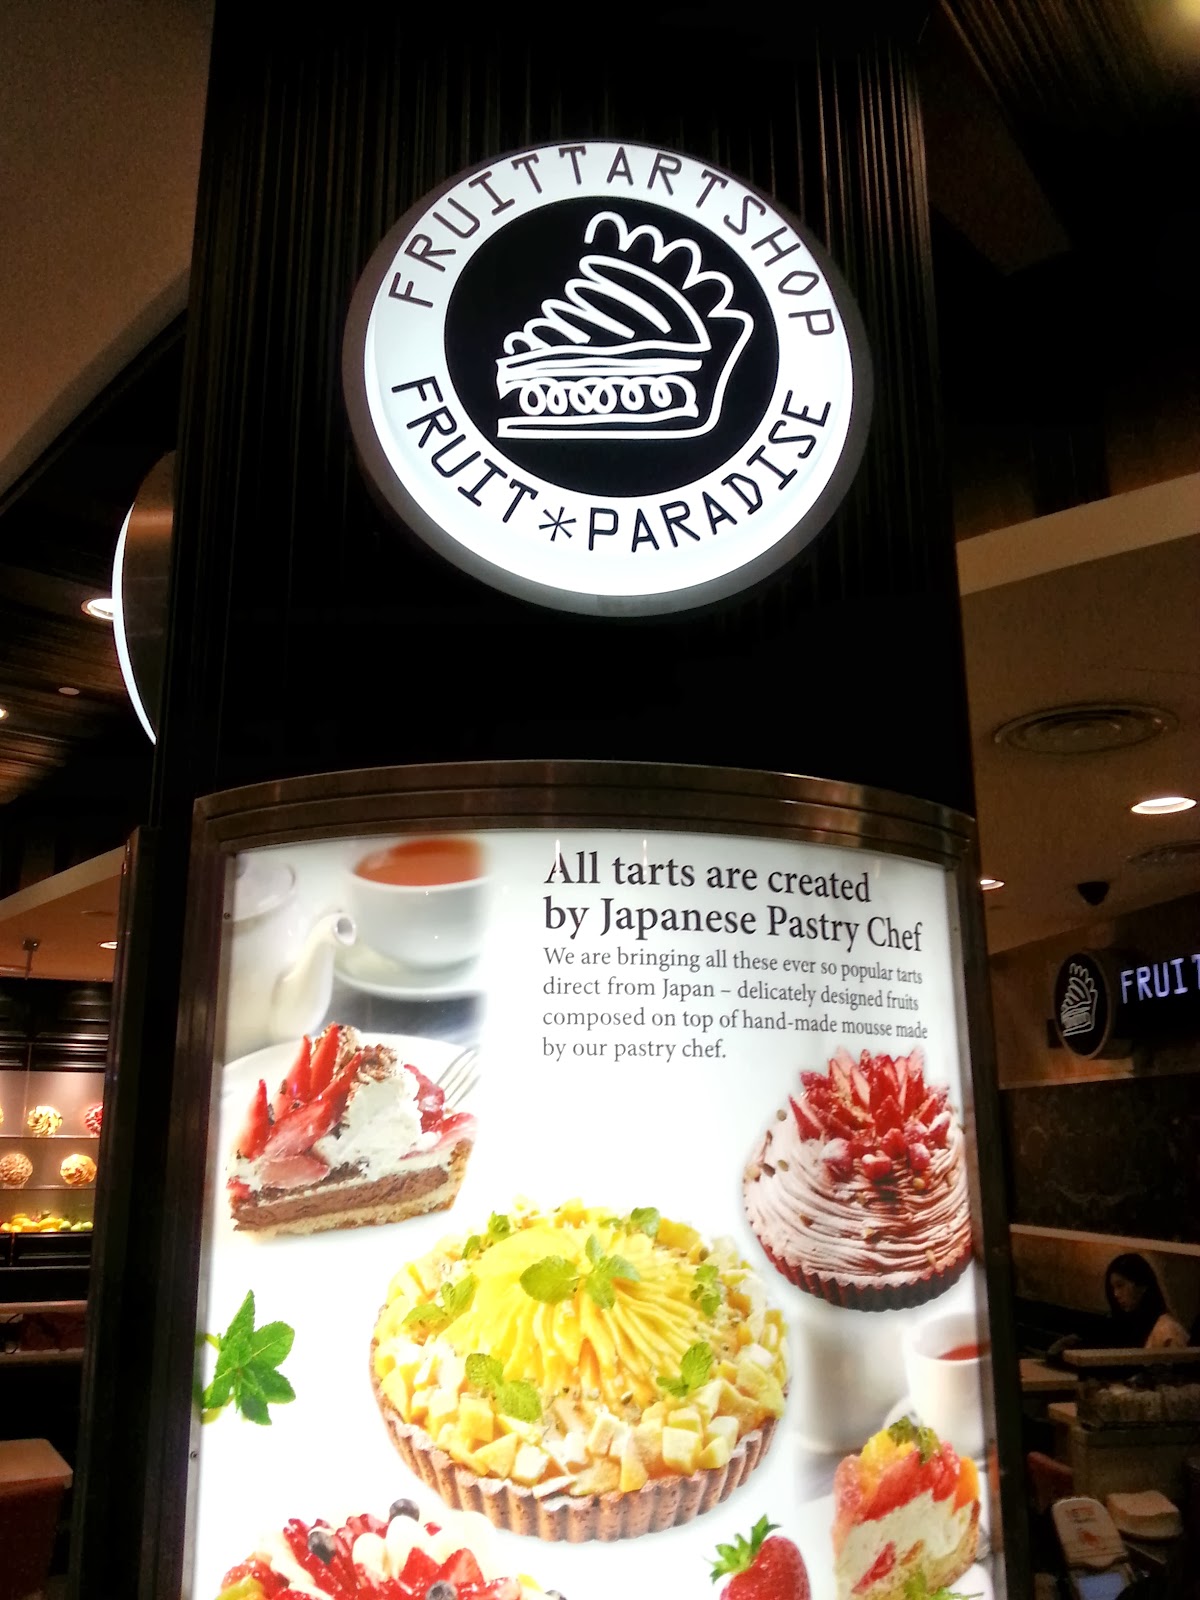 FRUITTARTSHOP
FRUIT*PARADISE
All tarts are created
by Japanese Pastry Chef
We are bringing all these ever so popular tarts
direct from Japan – delicately designed fruits
composed on top of hand-made mousse made
by our pastry chef.
FRUIT